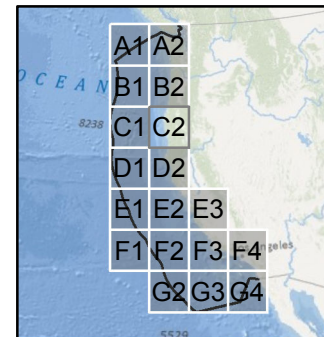 A1 A2
OCEAN
B1 B2
8238
C1 C2
D1 D2
E1 E2 E3
F1 F2 F3 F4
geles
G2 G3 G4
5529